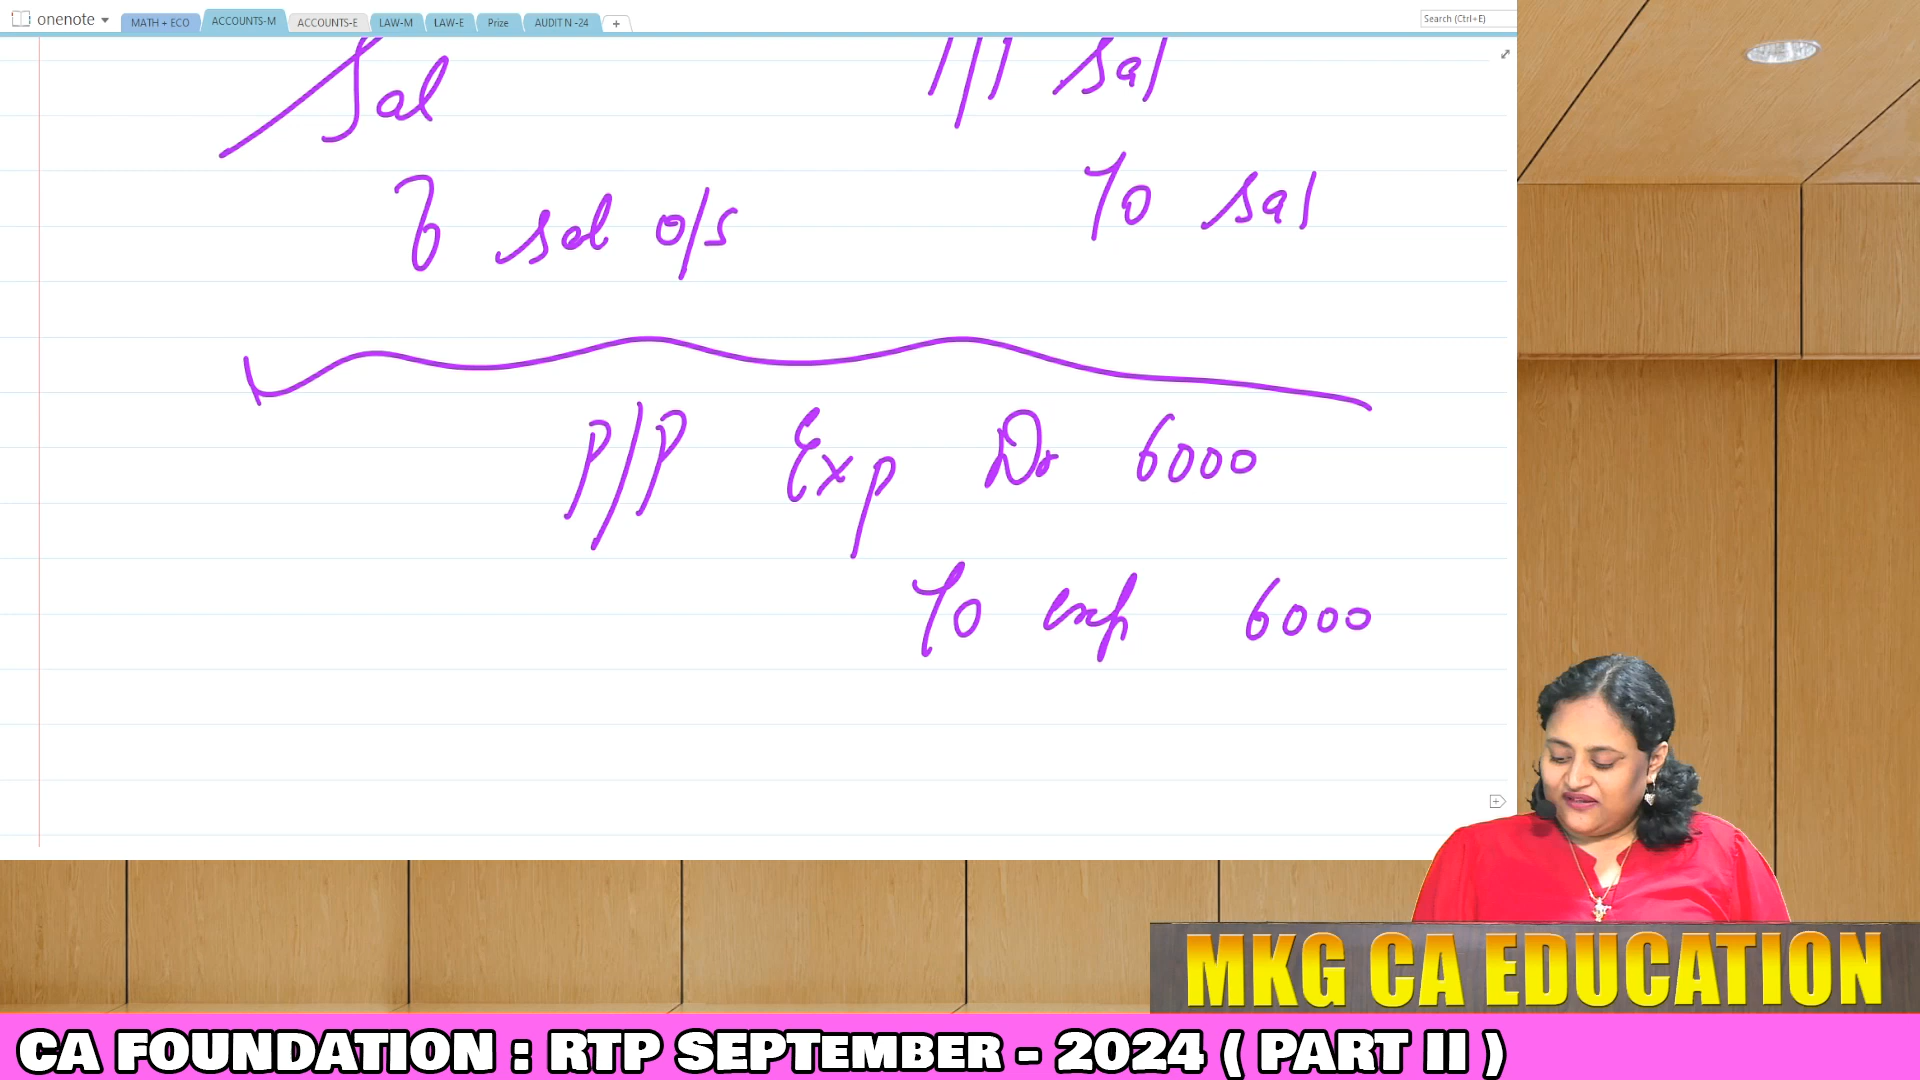 onenote
MATH + ECO
ACCOUNTS-M
ACCOUNTS-E
LAW-M
LAW-E
Prize
AUDIT N -24
Search (Ctrl+E)
Sal
P/P Sal
To sal o/s
To sal
P/P Exp Dr 6000
To exp 6000
MKG CA EDUCATION
CA FOUNDATION : RTP SEPTEMBER - 2024 ( PART II )